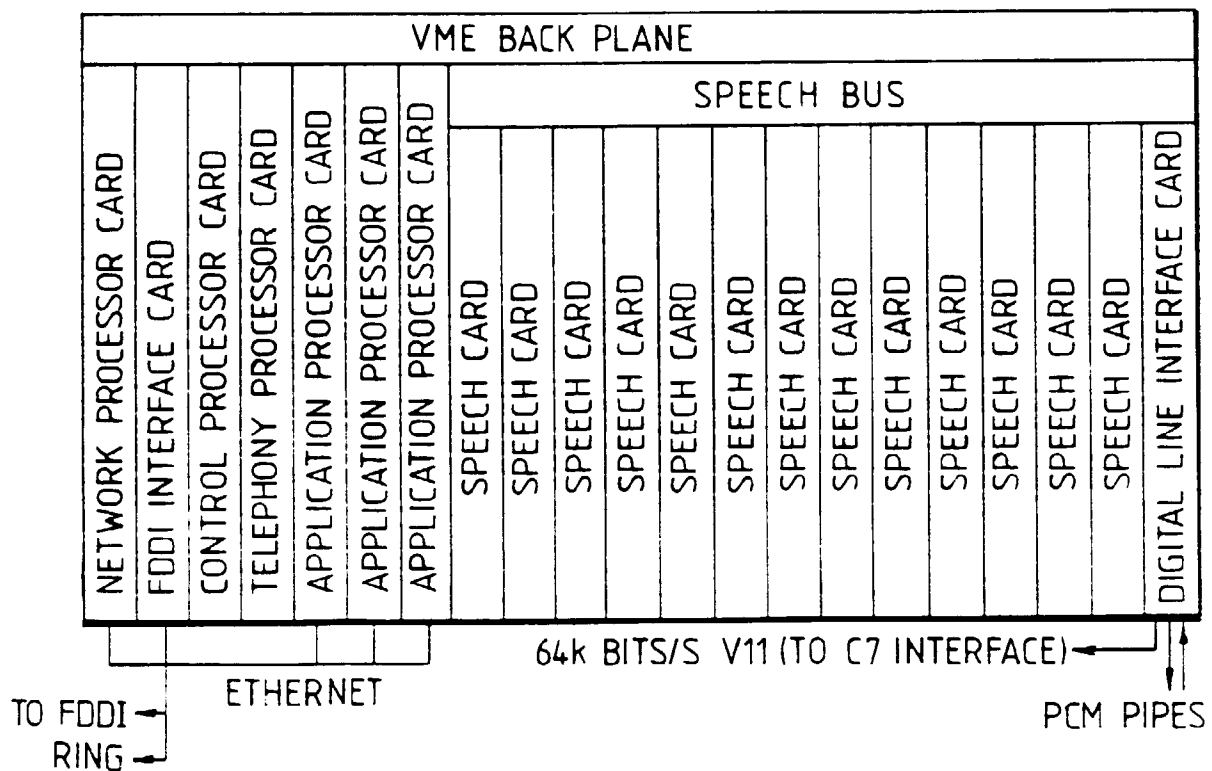 VME BACK PLANE
SPEECH BUS
NETWORK PROCESSOR CARD
FDDI INTERFACE CARD
CONTROL PROCESSOR CARD
TELEPHONY PROCESSOR CARD
APPLICATION PROCESSOR CARD
APPLICATION PROCESSOR CARD
APPLICATION PROCESSOR CARD
SPEECH CARD
SPEECH CARD
SPEECH CARD
SPEECH CARD
SPEECH CARD
SPEECH CARD
SPEECH CARD
SPEECH CARD
SPEECH CARD
SPEECH CARD
SPEECH CARD
SPEECH CARD
SPEECH CARD
DIGITAL LINE INTERFACE CARD
64k BITS/S V11 (TO C7 INTERFACE)
ETHERNET
TO FDDI
RING
PCM PIPES